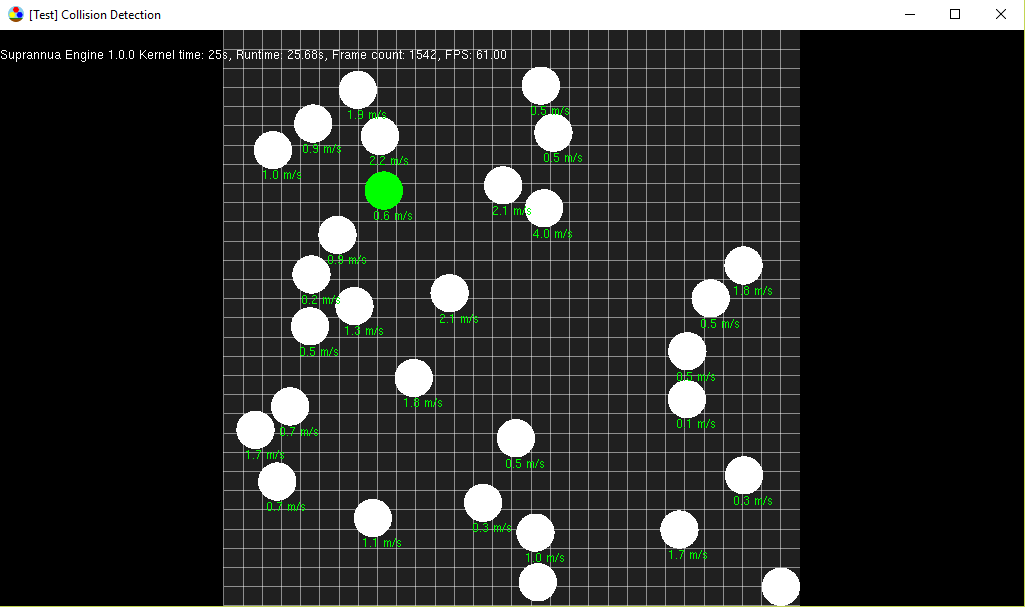 [Test] Collision Detection
Suprannua Engine 1.0.0 Kernel time: 25s, Runtime: 25.68s, Frame count: 1542, FPS: 61.00
0.5 m/s
1.9 m/s
0.9 m/s
0.5 m/s
2.2 m/s
1.0 m/s
2.1 m/s
0.6 m/s
4.0 m/s
0.9 m/s
1.8 m/s
0.2 m/s
2.1 m/s
0.5 m/s
1.3 m/s
0.5 m/s
0.5 m/s
1.8 m/s
0.1 m/s
0.7 m/s
1.7 m/s
0.5 m/s
0.3 m/s
0.7 m/s
0.3 m/s
1.1 m/s
1.7 m/s
1.0 m/s